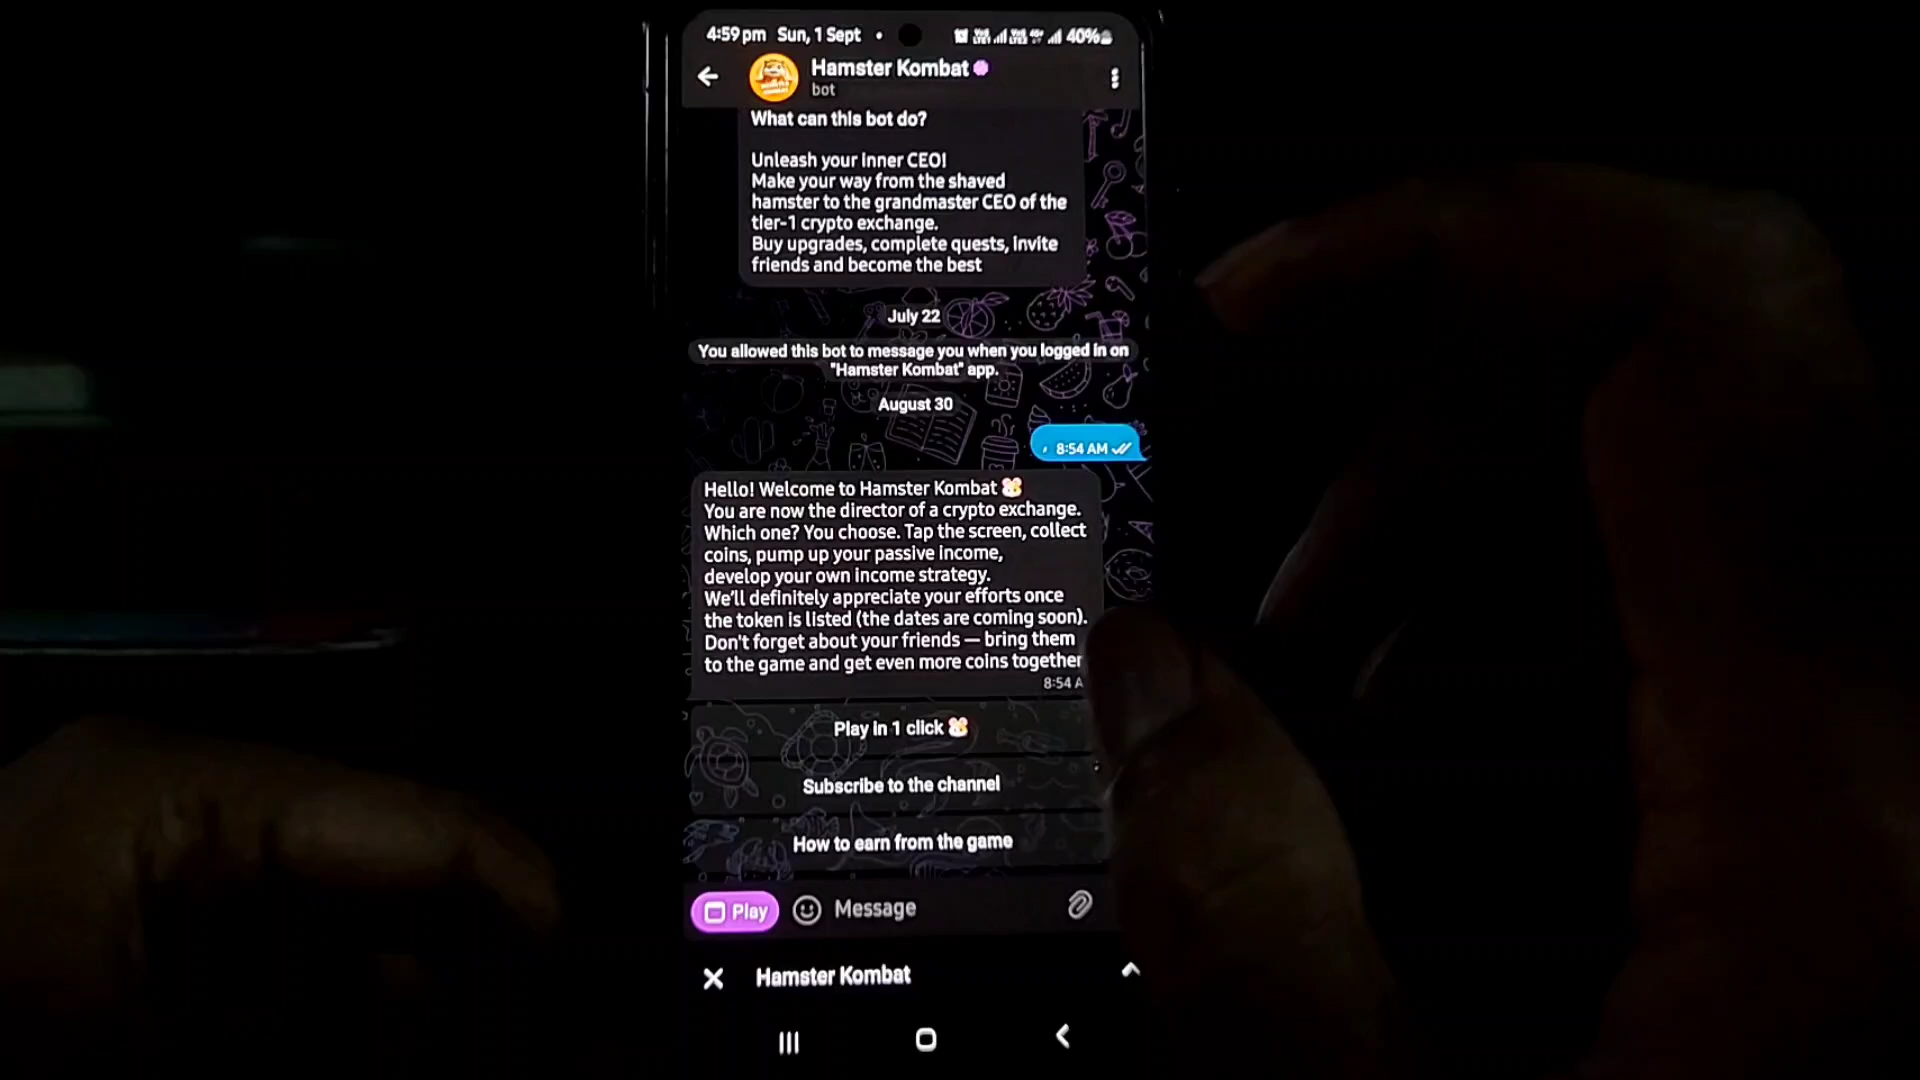 4:59 pm Sun, 1 Sept • 40%
Hamster Kombat
bot
What can this bot do?
Unleash your inner CEO!
Make your way from the shaved
hamster to the grandmaster CEO of the
tier-1 crypto exchange.
Buy upgrades, complete quests, invite
friends and become the best
July 22
You allowed this bot to message you when you logged in on
"Hamster Kombat" app.
August 30
8:54 AM
Hello! Welcome to Hamster Kombat 🐹
You are now the director of a crypto exchange.
Which one? You choose. Tap the screen, collect
coins, pump up your passive income,
develop your own income strategy.
We'll definitely appreciate your efforts once
the token is listed (the dates are coming soon).
Don't forget about your friends — bring them
to the game and get even more coins together
8:54 A
Play in 1 click 🐹
Subscribe to the channel
How to earn from the game
Play Message
Hamster Kombat